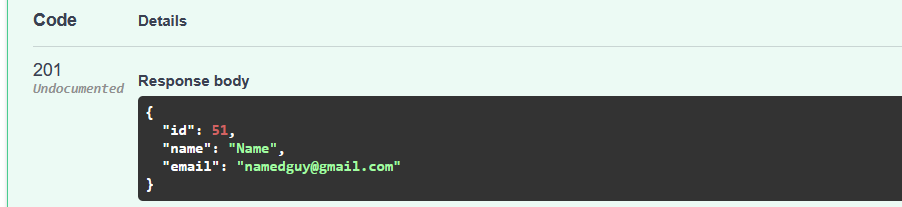 Code Details
201
Undocumented
Response body
{
  "id": 51,
  "name": "Name",
  "email": "namedguy@gmail.com"
}